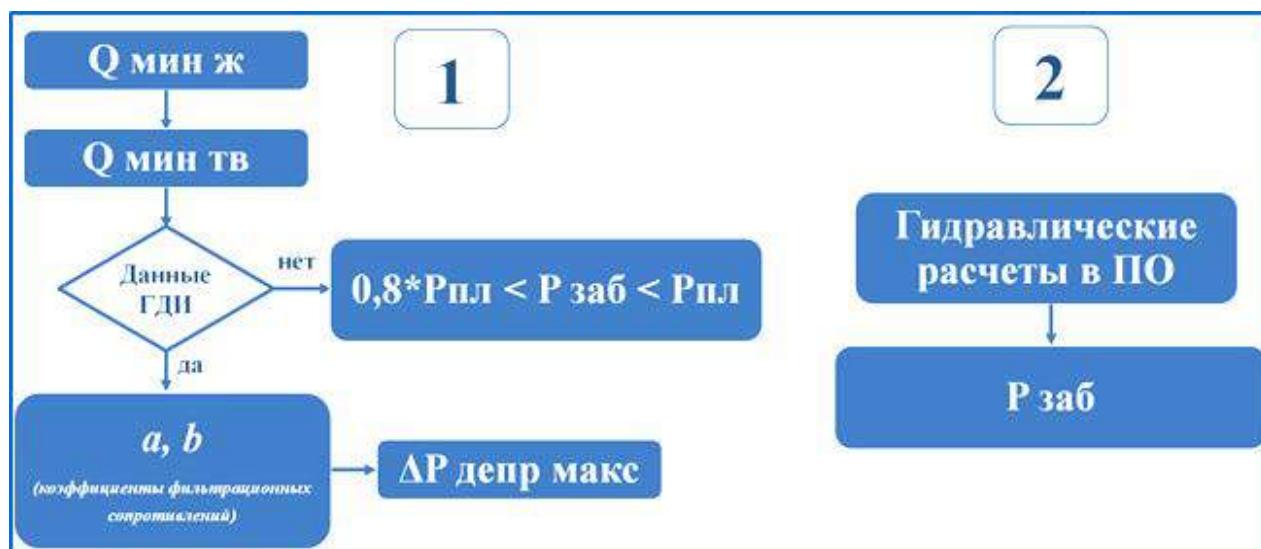 Q мин ж
1
2
Q мин тв
Данные
ГДИ
нет
0,8*Рпл < Р заб < Рпл
да
a, b
(коэффициенты фильтрационных
сопротивлений)
ΔР депр макс
Гидравлические
расчеты в ПО
Р заб